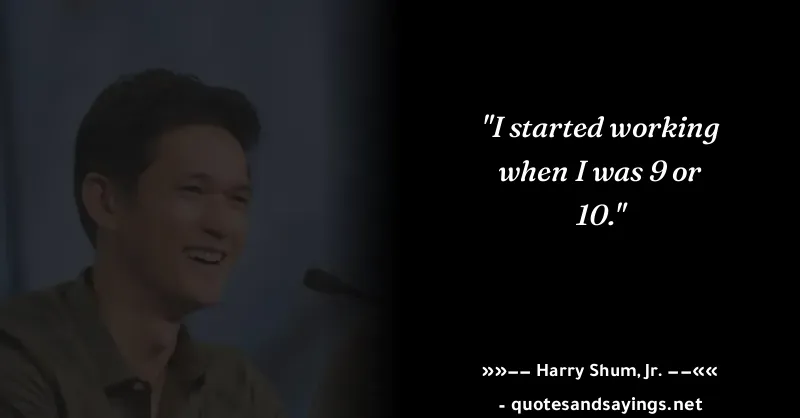 "I started working
when I was 9 or
10."
»»–– Harry Shum, Jr. ––««
- quotesandsayings.net